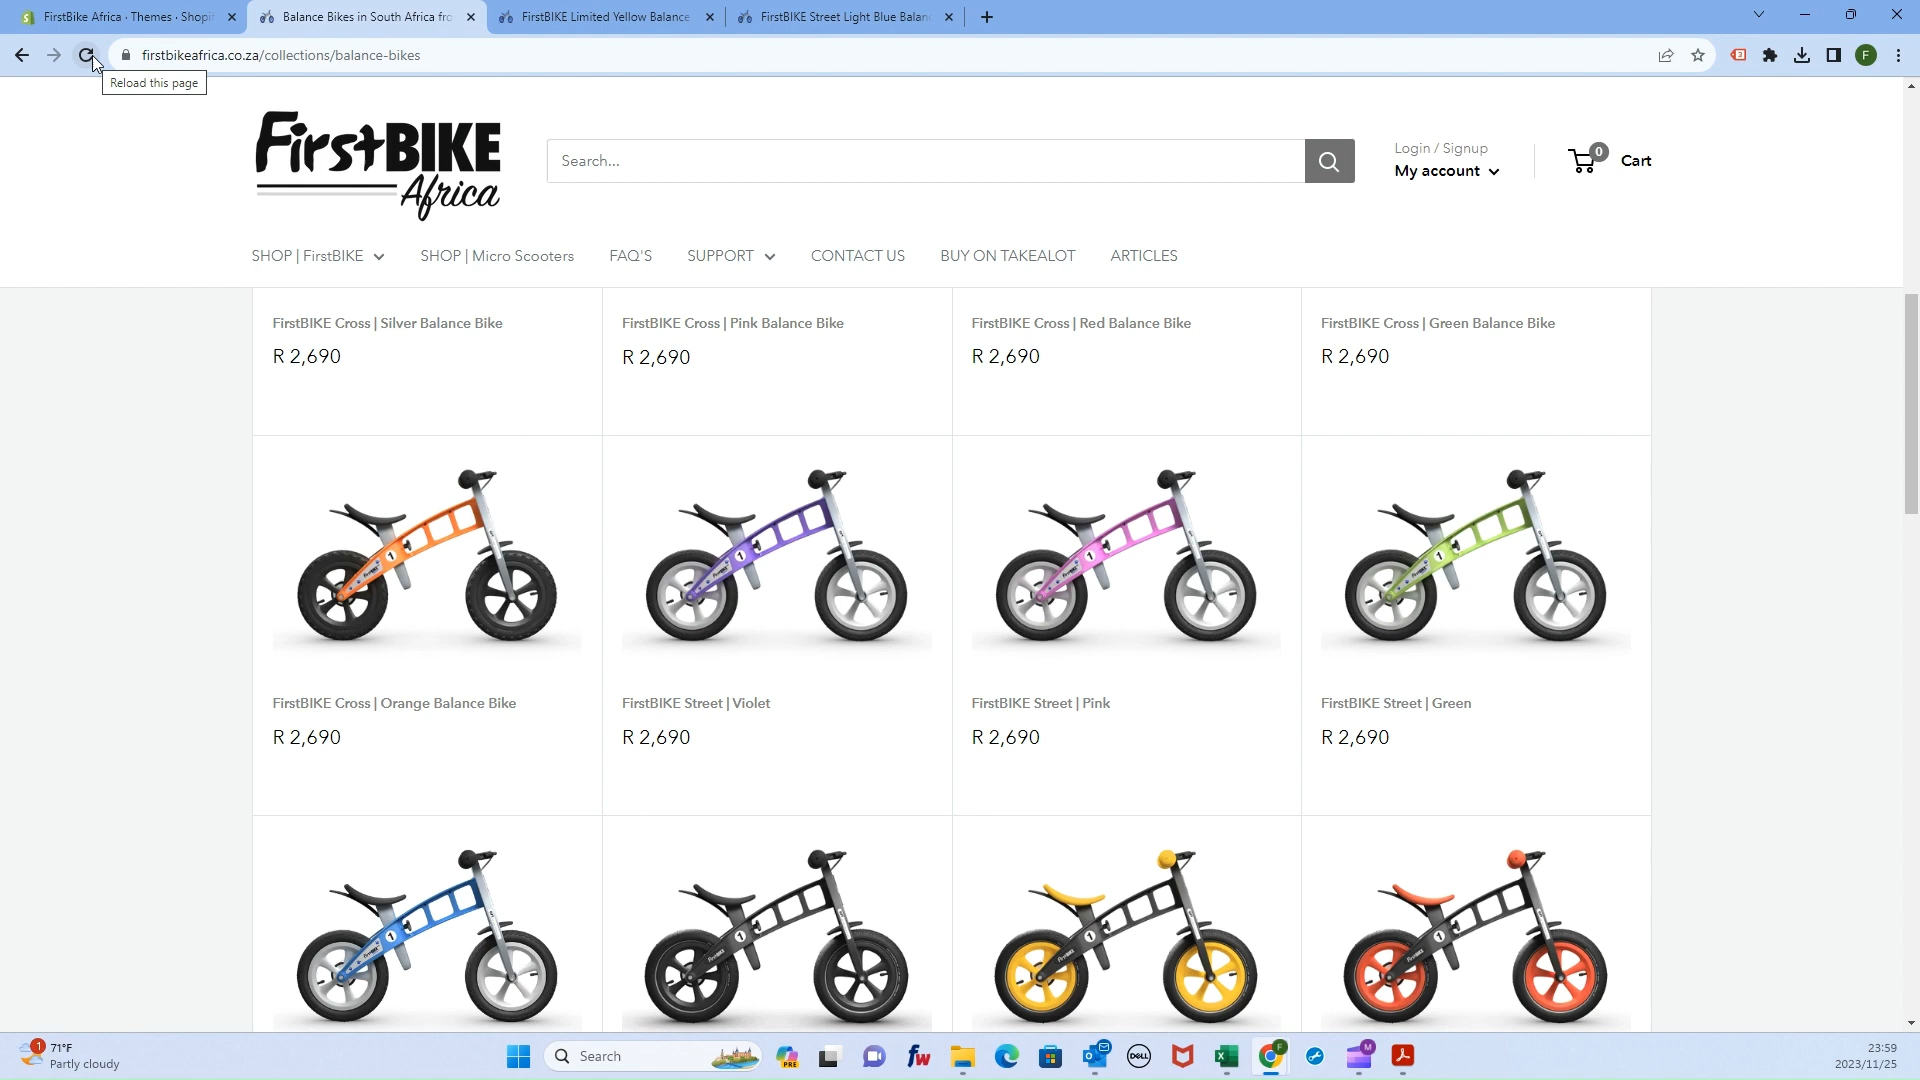 FirstBike Africa · Themes · Shopif
Balance Bikes in South Africa fro
FirstBIKE Limited Yellow Balance
FirstBIKE Street Light Blue Balan
firstbikeafrica.co.za/collections/balance-bikes
F
Reload this page
FirstBIKE
Africa
Search...
Login / Signup
My account
0
Cart
SHOP | FirstBIKE
SHOP | Micro Scooters
FAQ'S
SUPPORT
CONTACT US
BUY ON TAKEALOT
ARTICLES
FirstBIKE Cross | Silver Balance Bike
R 2,690
FirstBIKE Cross | Pink Balance Bike
R 2,690
FirstBIKE Cross | Red Balance Bike
R 2,690
FirstBIKE Cross | Green Balance Bike
R 2,690
FirstBIKE Cross | Orange Balance Bike
R 2,690
FirstBIKE Street | Violet
R 2,690
FirstBIKE Street | Pink
R 2,690
FirstBIKE Street | Green
R 2,690
1
71°F
Partly cloudy
Search
PRE
fw
DELL
F
M
23:59
2023/11/25